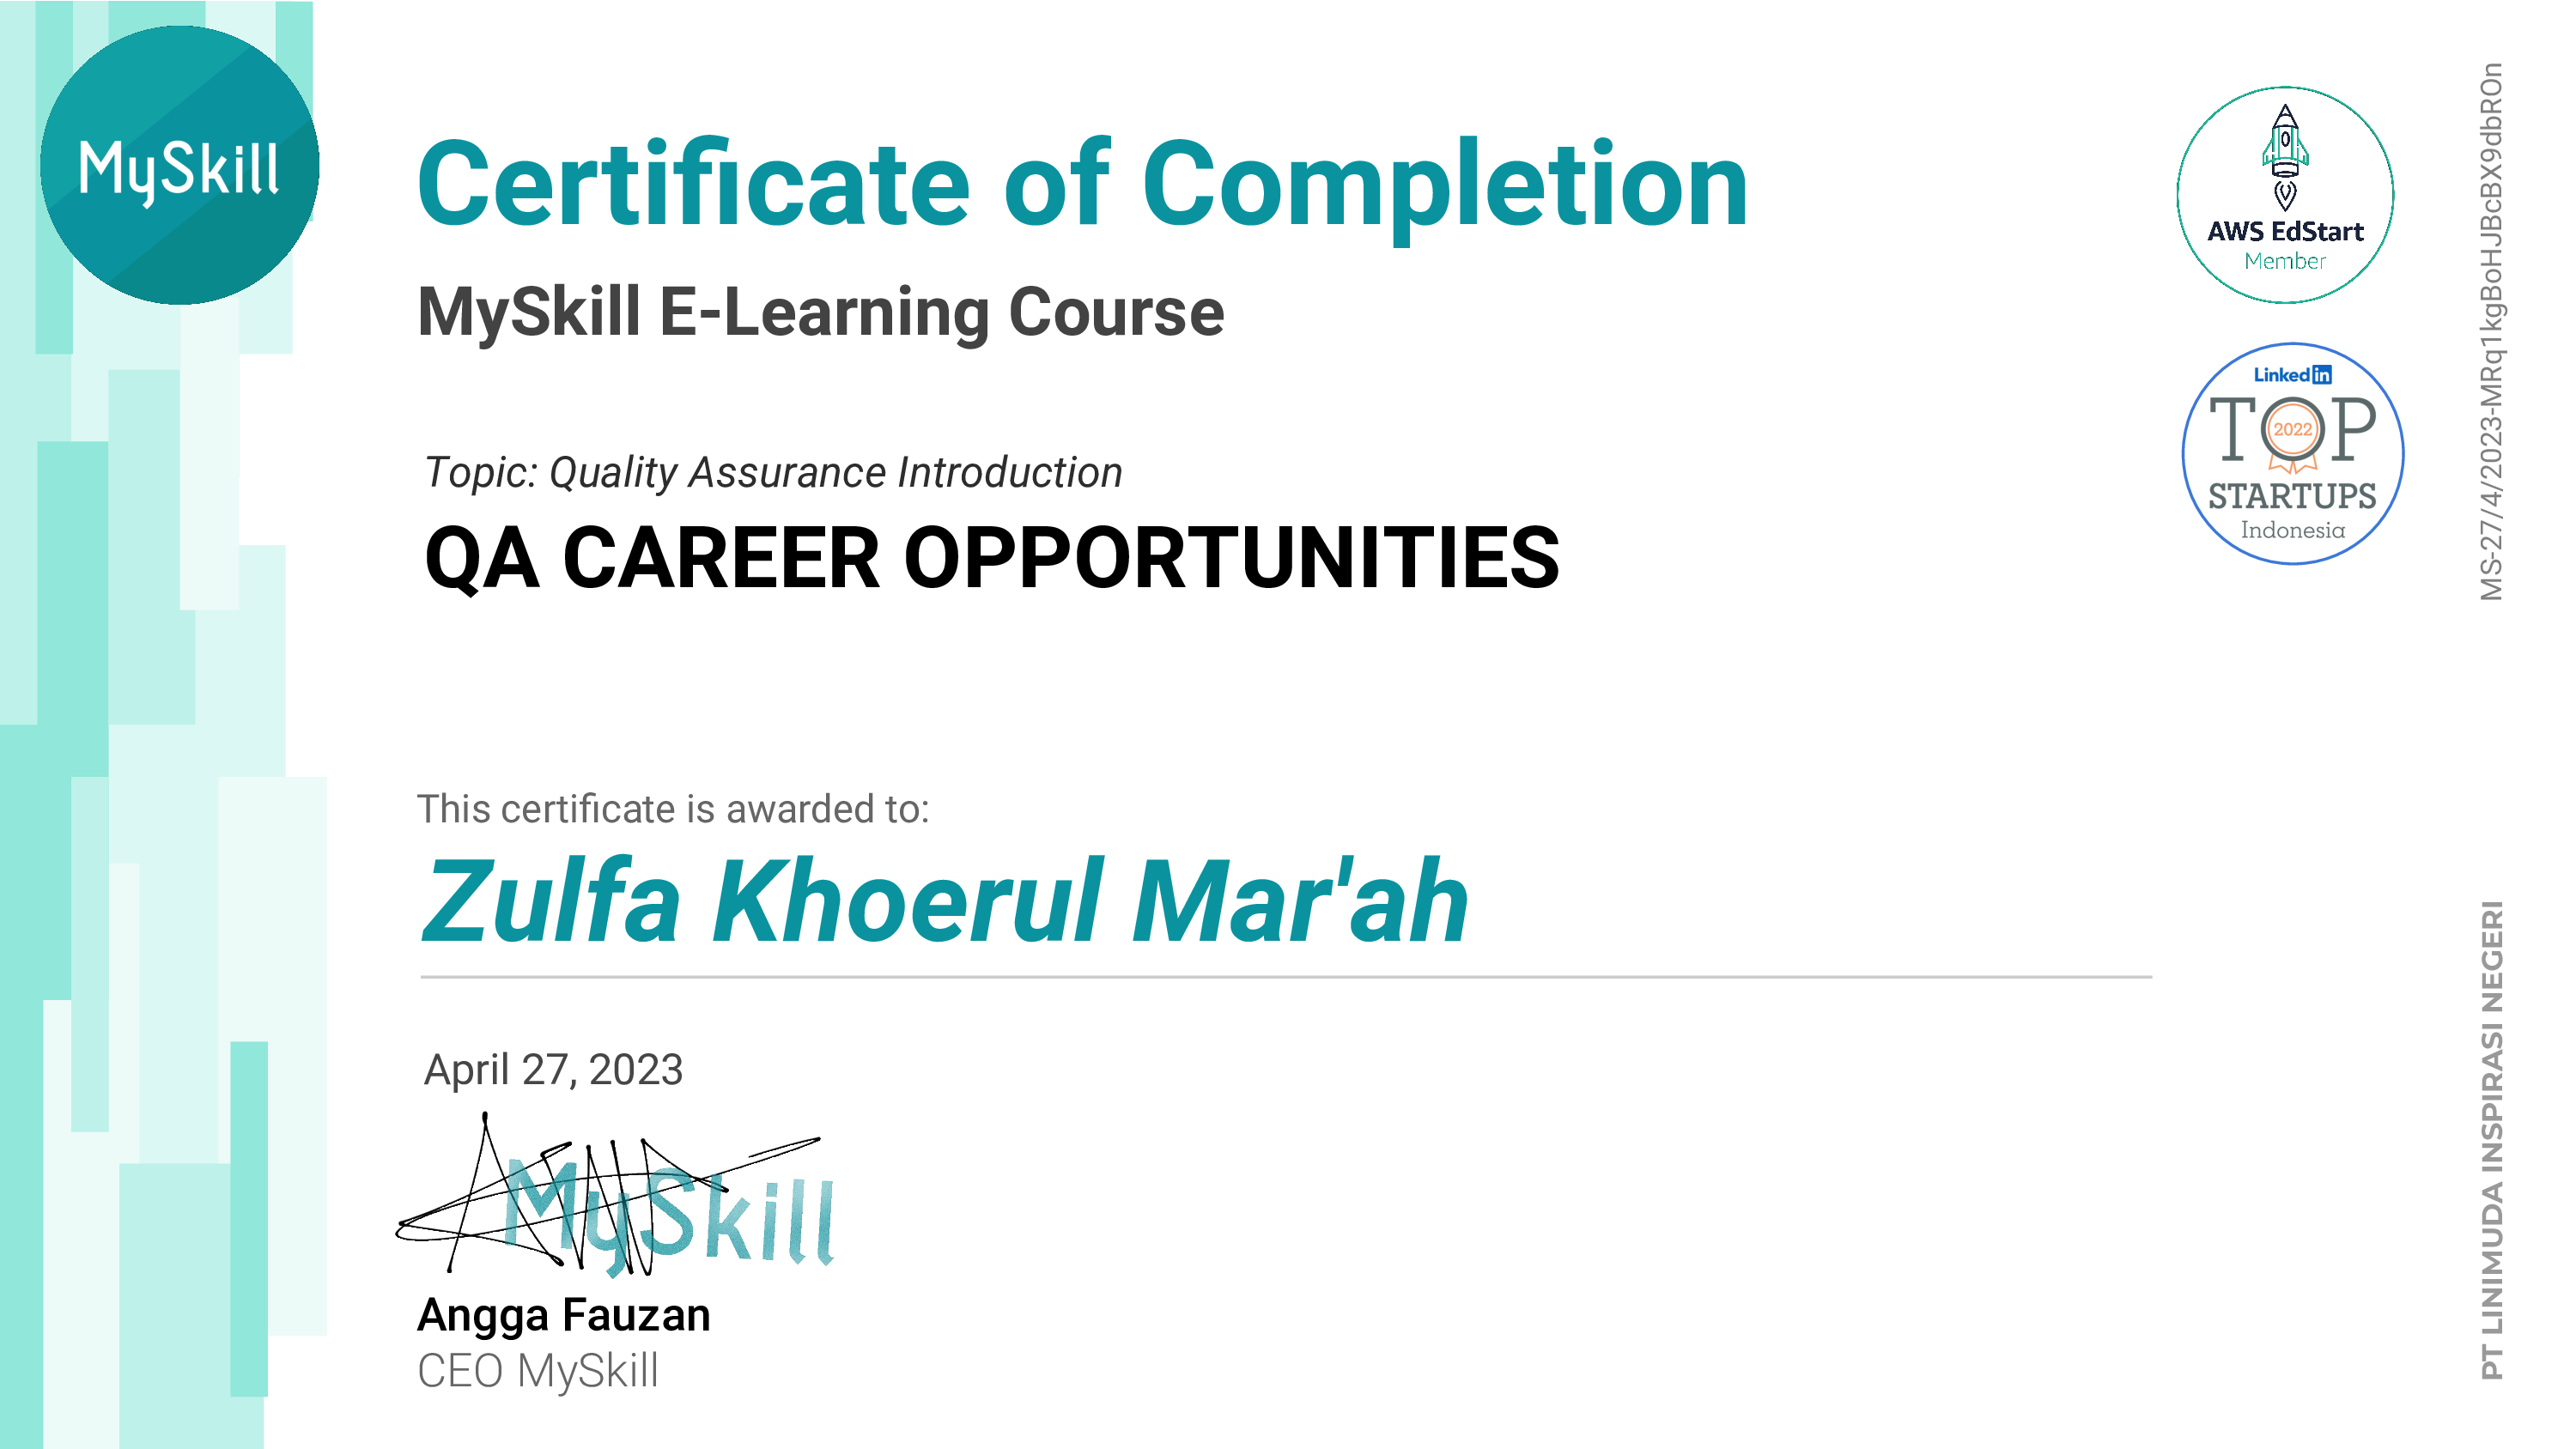 MySkill
Certificate of Completion
MySkill E-Learning Course
Topic: Quality Assurance Introduction
QA CAREER OPPORTUNITIES
This certificate is awarded to:
Zulfa Khoerul Mar'ah
April 27, 2023
MySkill
Angga Fauzan
CEO MySkill
AWS EdStart
Member
Linked in
TOP
2022
STARTUPS
Indonesia
MS-27/4/2023-MRq1kgBoHJBcBX9dbROn
PT LINIMUDA INSPIRASI NEGERI